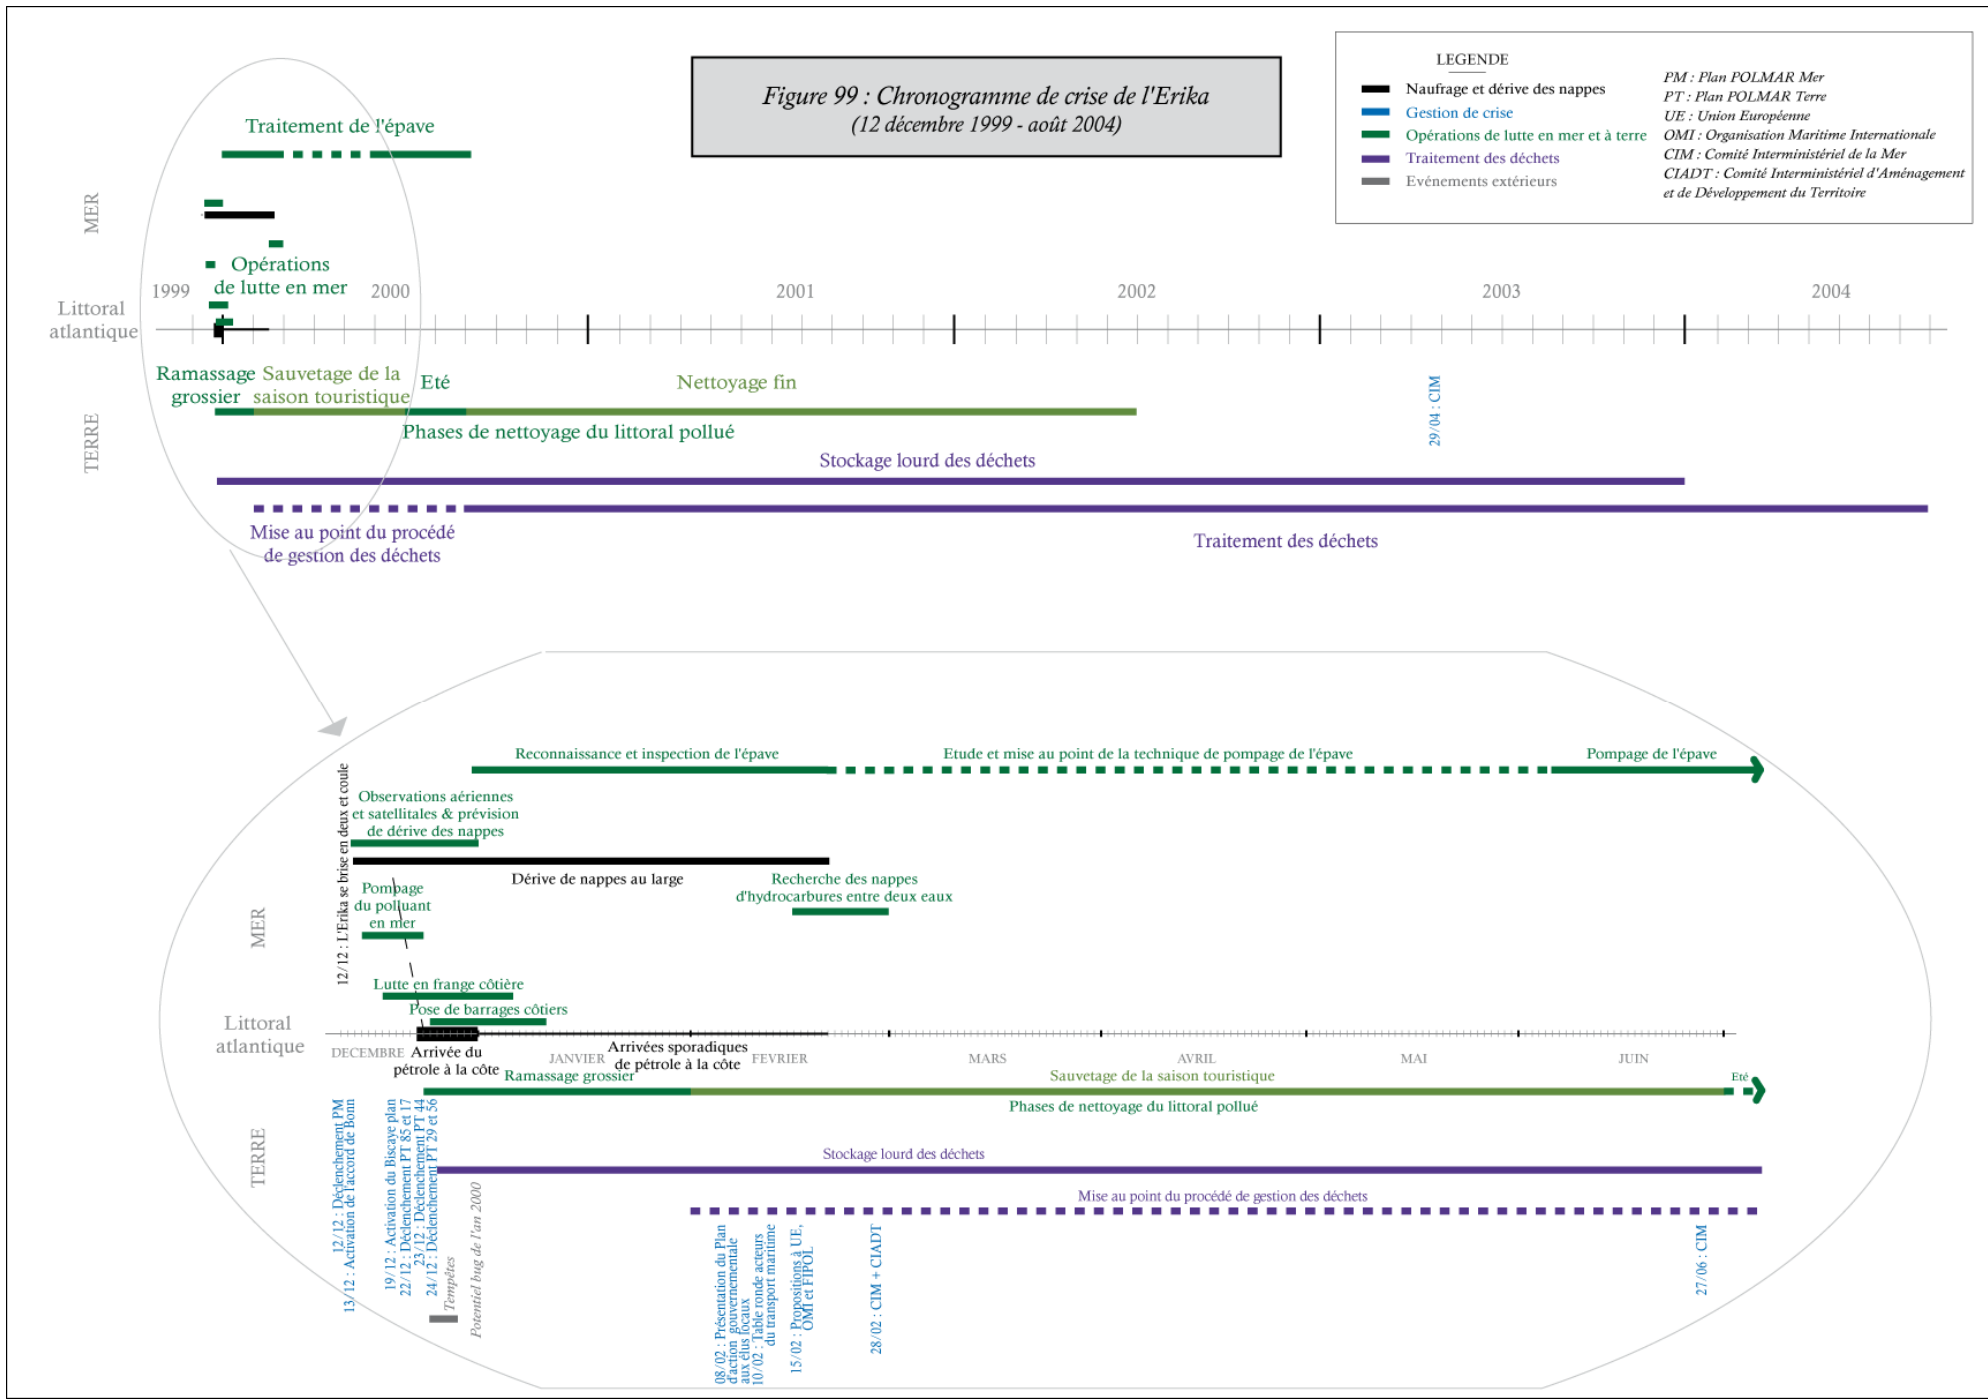 Figure 99 : Chronogramme de crise de l'Erika
(12 décembre 1999 - août 2004)
LEGENDE
Naufrage et dérive des nappes
Gestion de crise
Opérations de lutte en mer et à terre
Traitement des déchets
Evénements extérieurs
PM : Plan POLMAR Mer
PT : Plan POLMAR Terre
UE : Union Européenne
OMI : Organisation Maritime Internationale
CIM : Comité Interministériel de la Mer
CIADT : Comité Interministériel d'Aménagement
et de Développement du Territoire
Traitement de l'épave
MER
Opérations
de lutte en mer
1999
2000
2001
2002
2003
2004
Littoral
atlantique
Ramassage
grossier
Sauvetage de la
saison touristique
Eté
Nettoyage fin
29/04 : CIM
TERRE
Phases de nettoyage du littoral pollué
Stockage lourd des déchets
Mise au point du procédé
de gestion des déchets
Traitement des déchets
Reconnaissance et inspection de l'épave
Etude et mise au point de la technique de pompage de l'épave
Pompage de l'épave
12/12 : L'Erika se brise en deux et coule
Observations aériennes
et satellitales & prévision
de dérive des nappes
Dérive de nappes au large
Pompage
du polluant
en mer
Recherche des nappes
d'hydrocarbures entre deux eaux
MER
Lutte en frange côtière
Pose de barrages côtiers
Littoral
atlantique
DECEMBRE
JANVIER
FEVRIER
MARS
AVRIL
MAI
JUIN
Arrivée du
pétrole à la côte
Arrivées sporadiques
de pétrole à la côte
Ramassage grossier
Sauvetage de la saison touristique
Eté
Phases de nettoyage du littoral pollué
TERRE
12/12 : Déclenchement PM
13/12 : Activation de l'accord de Bonn
19/12 : Activation du Biscaye plan
22/12 : Déclenchement PT 85 et 17
23/12 : Déclenchement PT 44
24/12 : Déclenchement PT 29 et 56
Tempêtes
Potentiel bug de l'an 2000
Stockage lourd des déchets
Mise au point du procédé de gestion des déchets
08/02 : Présentation du Plan
d'action gouvernementale
aux élus locaux
10/02 : Table ronde acteurs
du transport maritime
15/02 : Propositions à UE,
OMI et FIPOL
28/02 : CIM + CIADT
27/06 : CIM